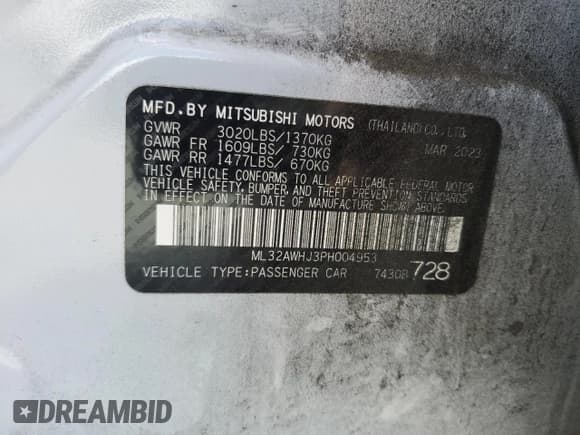 MFD.BY MITSUBISHI MOTORS (THAILAND) CO., LTD.
GVWR 3020LBS/1370KG MAR 2023
GAWR FR 1609LBS/ 730KG
GAWR RR 1477LBS/ 670KG
THIS VEHICLE CONFORMS TO ALL APPLICABLE FEDERAL MOTOR
VEHICLE SAFETY, BUMPER, AND THEFT PREVENTION STANDARDS
IN EFFECT ON THE DATE OF MANUFACTURE SHOWN ABOVE.
ML32AWHJ3PH004953
VEHICLE TYPE:PASSENGER CAR 74308 728
DREAMBID